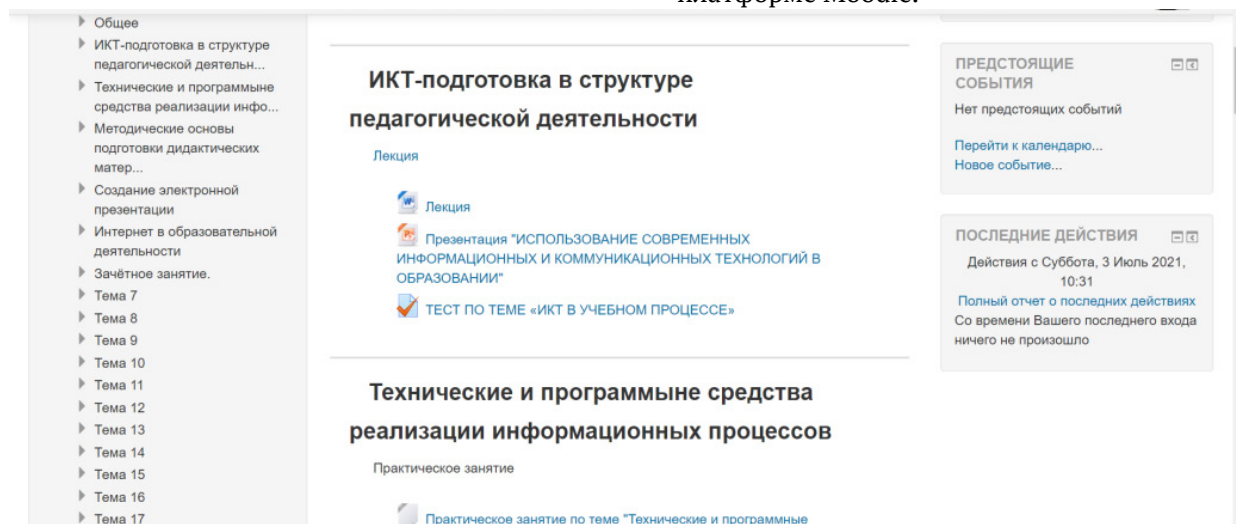 платформе Module.
Общее
ИКТ-подготовка в структуре
педагогической деятельн...
Технические и программыне
средства реализации инфо...
Методические основы
подготовки дидактических
матер...
Создание электронной
презентации
Интернет в образовательной
деятельности
Зачётное занятие.
Тема 7
Тема 8
Тема 9
Тема 10
Тема 11
Тема 12
Тема 13
Тема 14
Тема 15
Тема 16
Тема 17
ИКТ-подготовка в структуре
педагогической деятельности
Лекция
Лекция
Презентация "ИСПОЛЬЗОВАНИЕ СОВРЕМЕННЫХ
ИНФОРМАЦИОННЫХ И КОММУНИКАЦИОННЫХ ТЕХНОЛОГИЙ В
ОБРАЗОВАНИИ"
ТЕСТ ПО ТЕМЕ «ИКТ В УЧЕБНОМ ПРОЦЕССЕ»
Технические и программыне средства
реализации информационных процессов
Практическое занятие
Практическое занятие по теме "Технические и программные
ПРЕДСТОЯЩИЕ
СОБЫТИЯ
Нет предстоящих событий
Перейти к календарю...
Новое событие...
ПОСЛЕДНИЕ ДЕЙСТВИЯ
Действия с Суббота, 3 Июль 2021,
10:31
Полный отчет о последних действиях
Со времени Вашего последнего входа
ничего не произошло